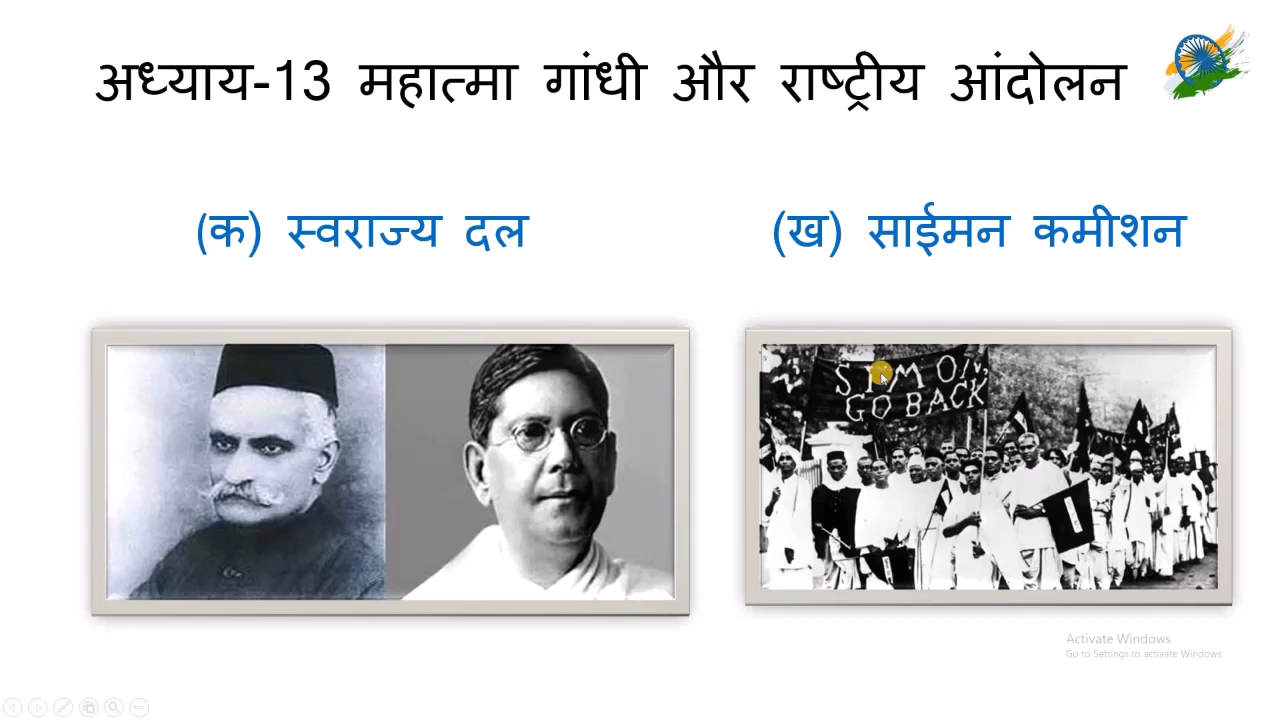 अध्याय-13 महात्मा गांधी और राष्ट्रीय आंदोलन
(क) स्वराज्य दल
(ख) साईमन कमीशन
SIMON,
GO BACK
Activate Windows
Go to Settings to activate Windows.